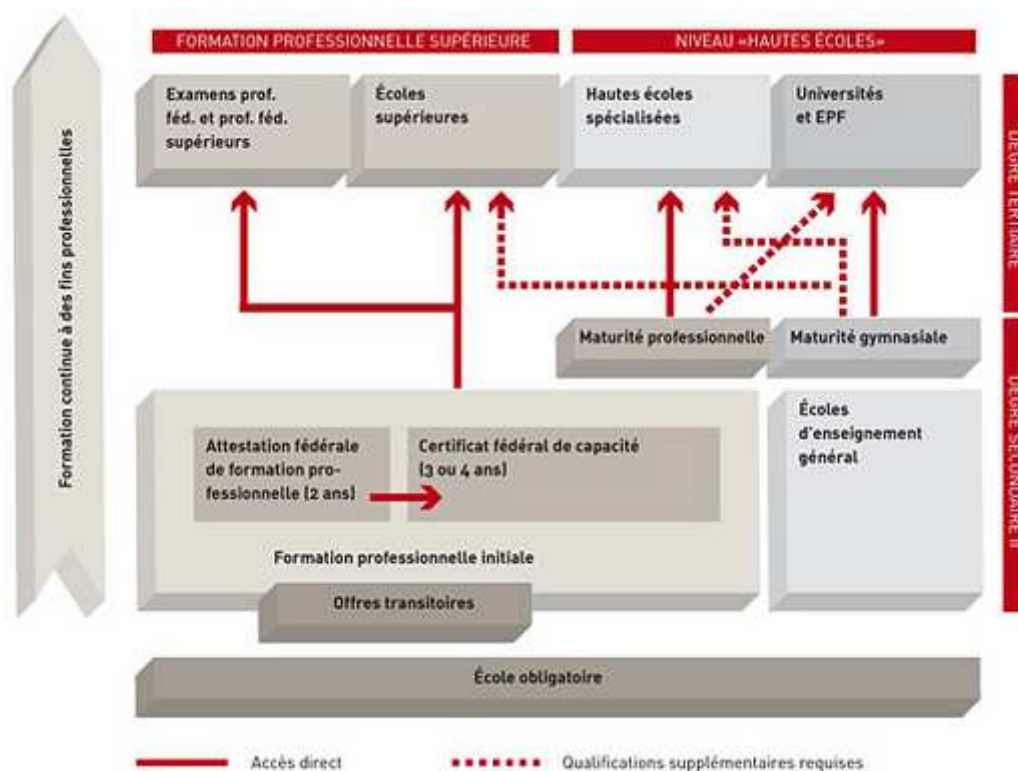 FORMATION PROFESSIONNELLE SUPÉRIEURE
NIVEAU «HAUTES ÉCOLES»
Examens prof.
féd. et prof. féd.
supérieurs
Écoles
supérieures
Hautes écoles
spécialisées
Universités
et EPF
DEGRÉ TERTIAIRE
Formation continue à des fins professionnelles
Maturité professionnelle
Maturité gymnasiale
Attestation fédérale
de formation pro-
fessionnelle (2 ans)
Certificat fédéral de capacité
(3 ou 4 ans)
Écoles
d'enseignement
général
DEGRÉ SECONDAIRE II
Formation professionnelle initiale
Offres transitoires
École obligatoire
Accès direct
Qualifications supplémentaires requises